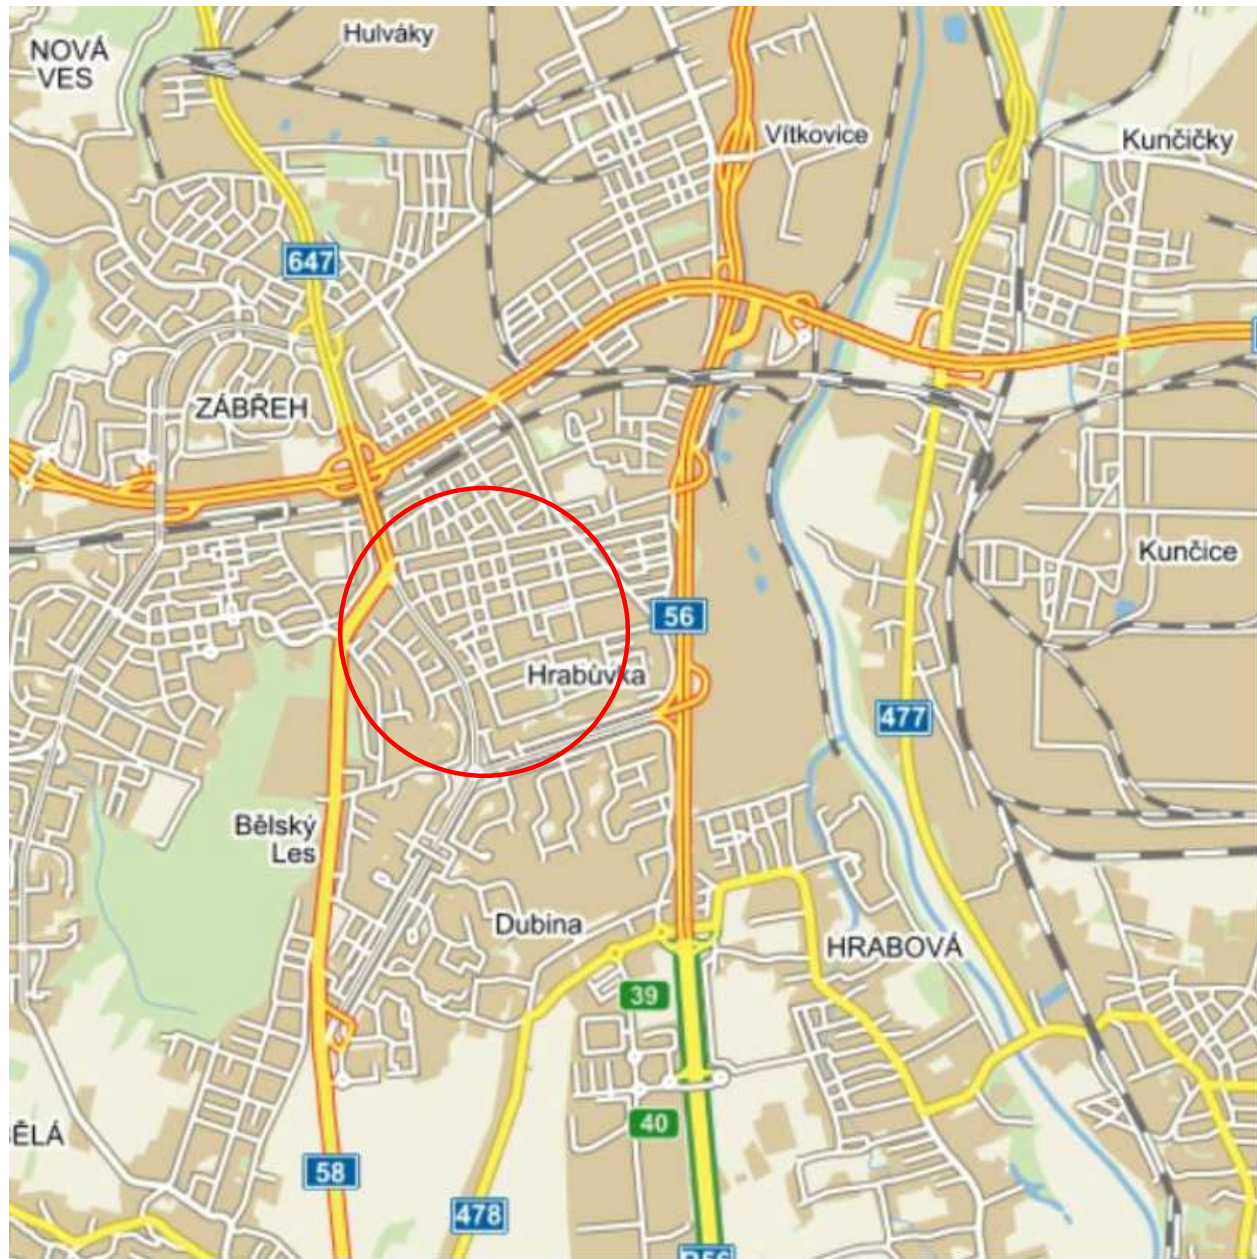 Hulváky
NOVÁ
VES
Vítkovice
Kunčičky
647
ZÁBŘEH
Kunčice
56
Hrabůvka
477
Bělský
Les
Dubina
HRABOVÁ
39
40
58
478